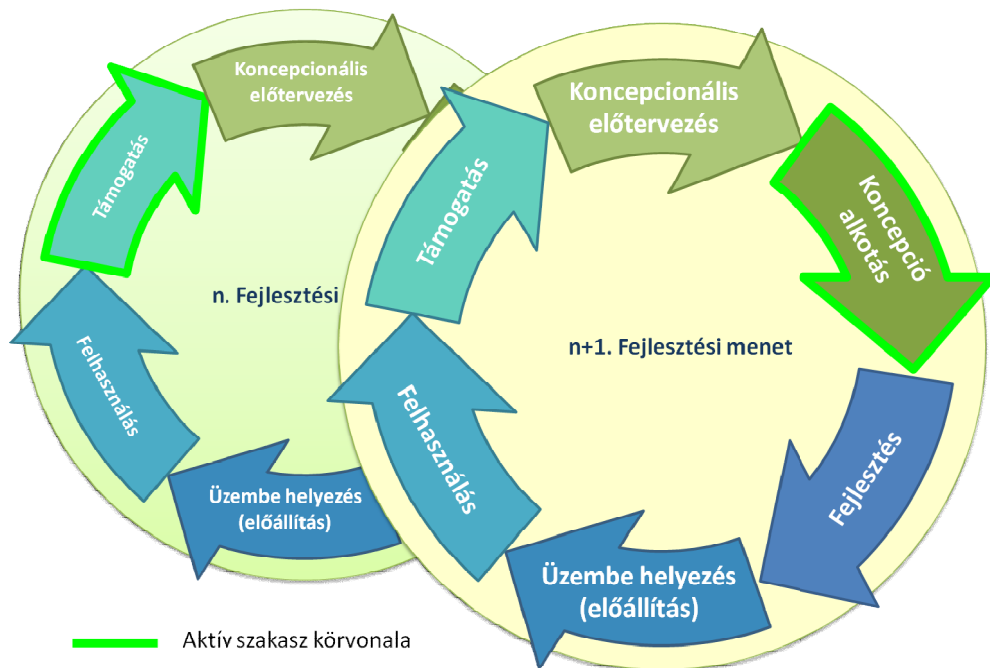 Koncepcionális
előtervezés
Támogatás
n. Fejlesztési
Felhasználás
Üzembe helyezés
(előállítás)
Koncepcionális
előtervezés
Koncepció
alkotás
Támogatás
n+1. Fejlesztési menet
Fejlesztés
Felhasználás
Üzembe helyezés
(előállítás)
Aktív szakasz körvonala